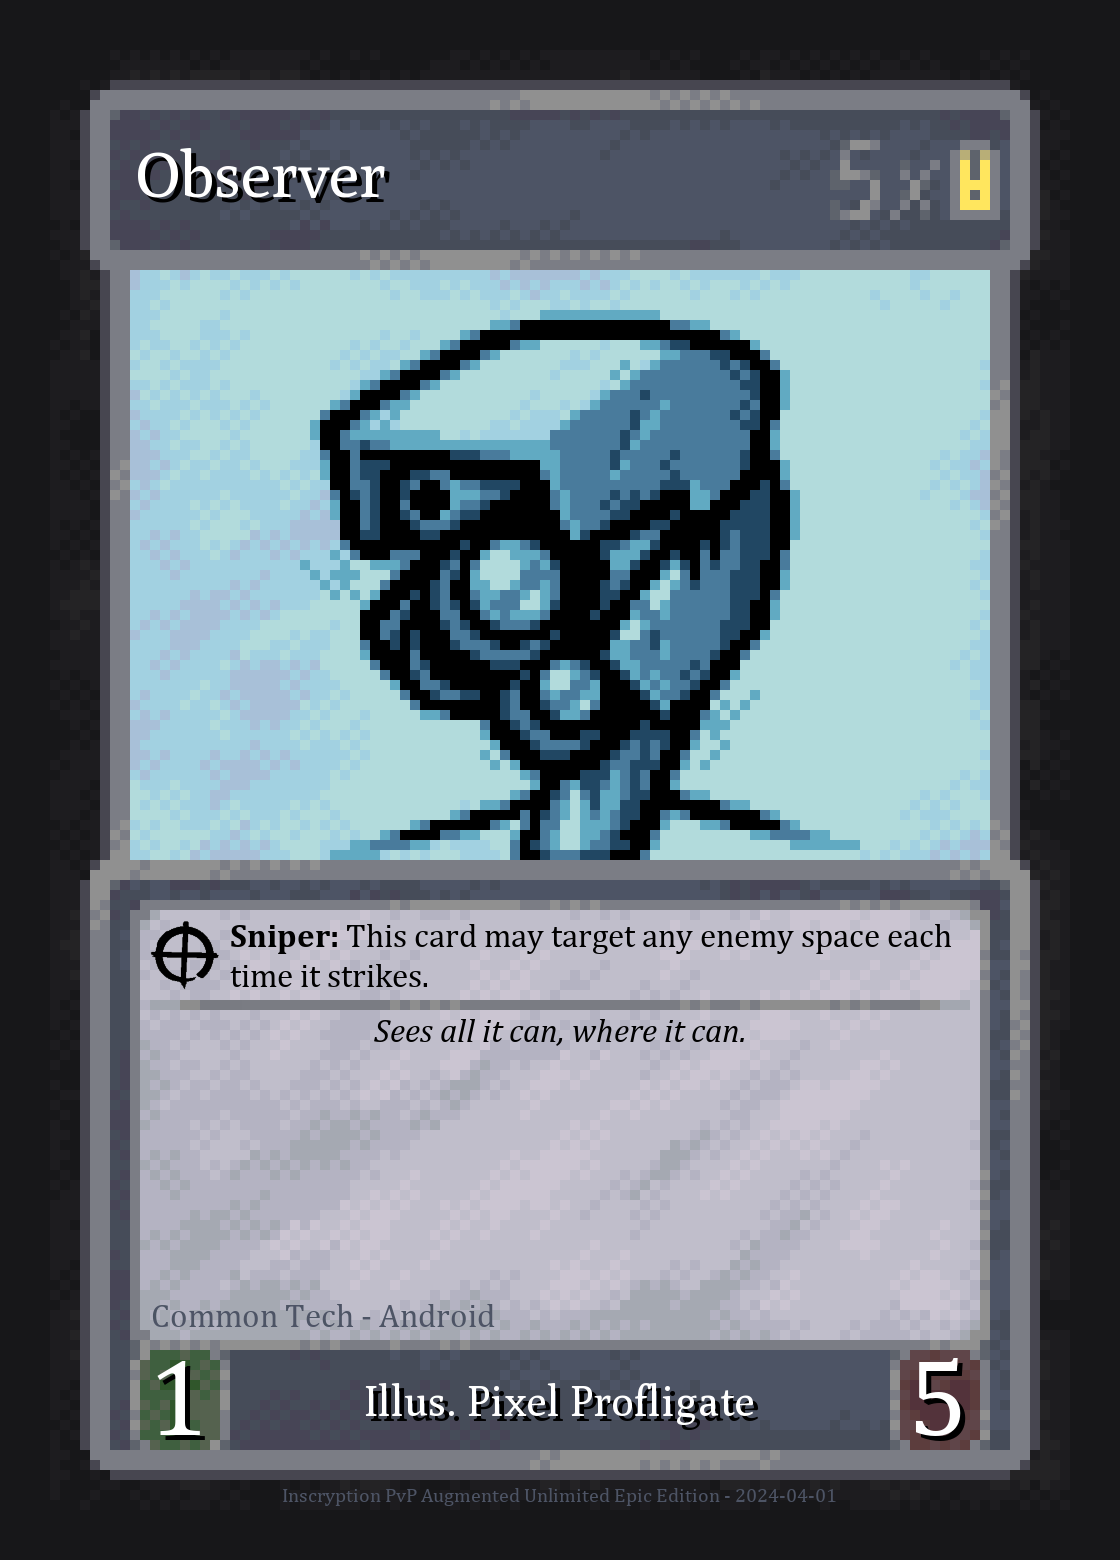 Observer 5x
Sniper: This card may target any enemy space each
time it strikes.
Sees all it can, where it can.
Common Tech - Android
1 Illus. Pixel Profligate 5
Inscryption PvP Augmented Unlimited Epic Edition - 2024-04-01